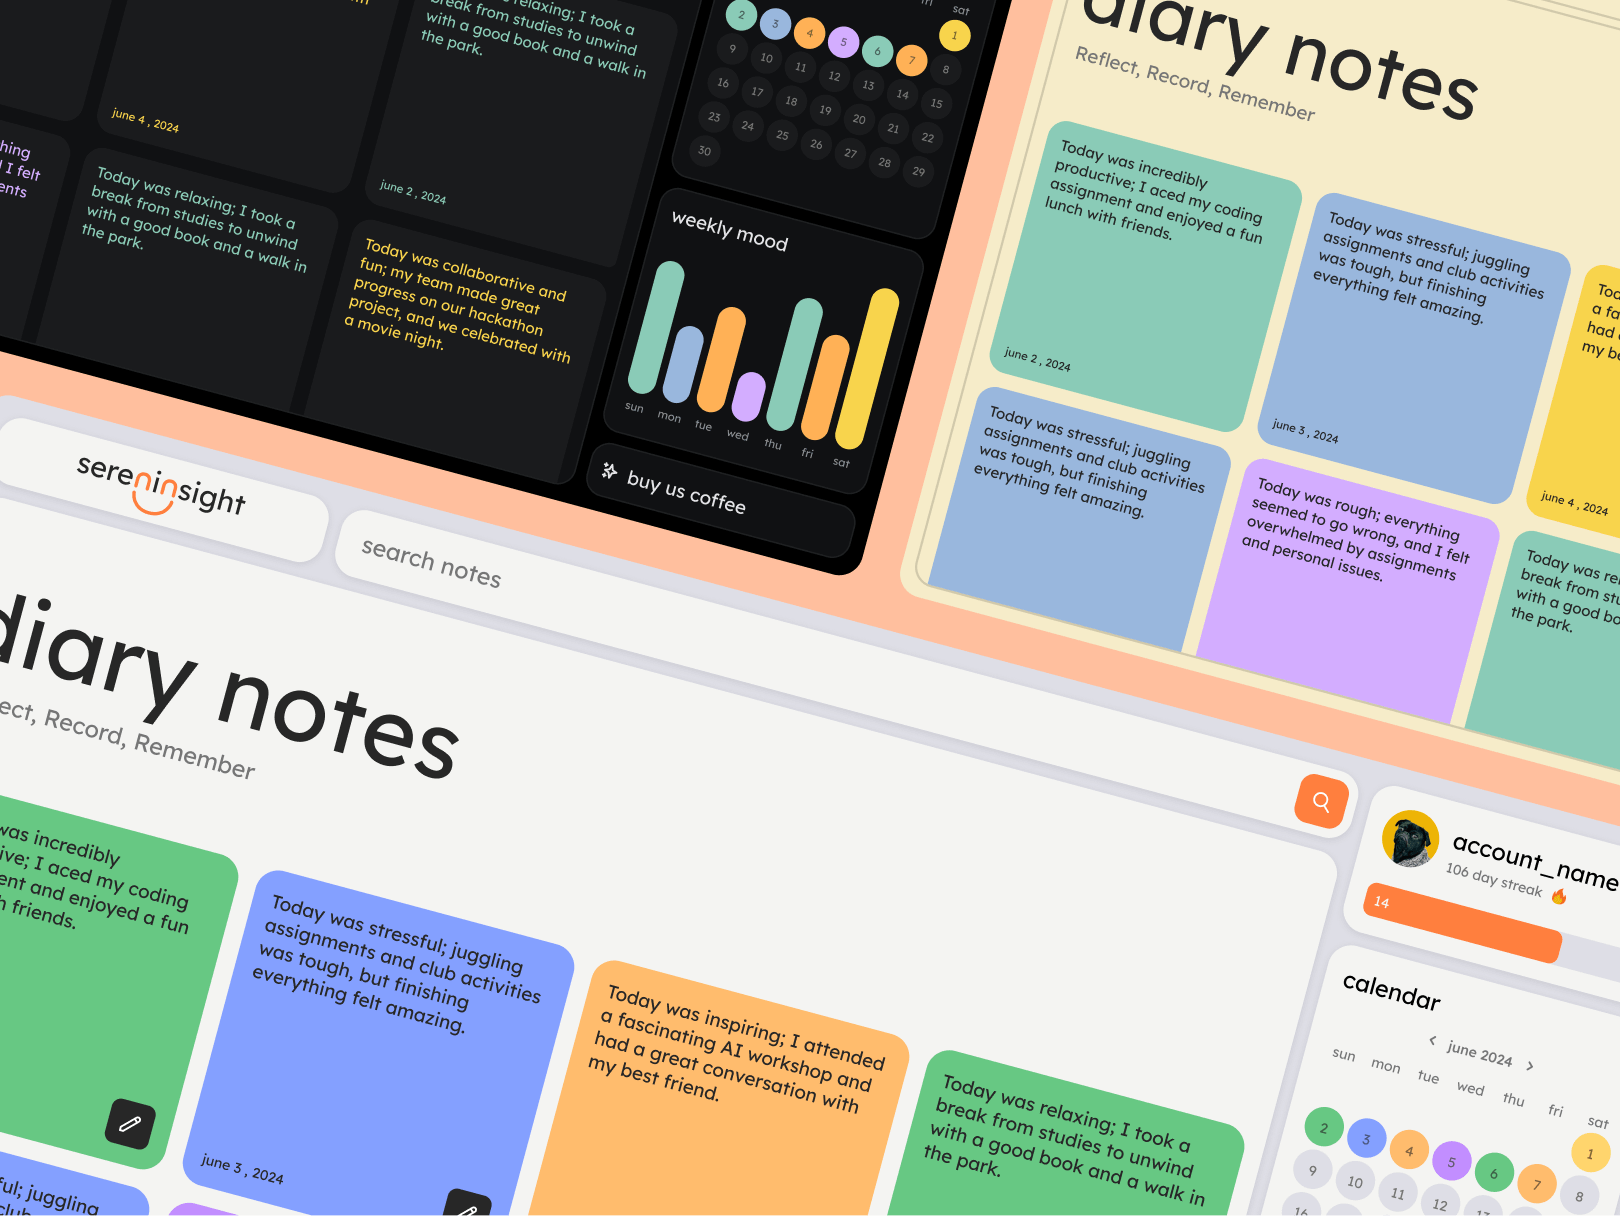 relaxing; I took a
break from studies to unwind
with a good book and a walk in
the park.
june 4 , 2024
june 2 , 2024
hing
I felt
ents
Today was relaxing; I took a
break from studies to unwind
with a good book and a walk in
the park.
Today was collaborative and
fun; my team made great
progress on our hackathon
project, and we celebrated with
a movie night.
fri sat
1
2 3 4 5 6 7 8
9 10 11 12 13 14 15
16 17 18 19 20 21 22
23 24 25 26 27 28 29
30
weekly mood
sun mon tue wed thu fri sat
buy us coffee
diary notes
Reflect, Record, Remember
Today was incredibly
productive; I aced my coding
assignment and enjoyed a fun
lunch with friends.
june 2 , 2024
Today was stressful; juggling
assignments and club activities
was tough, but finishing
everything felt amazing.
june 3 , 2024
Tod
a fa
had
my be
june 4 , 2024
Today was stressful; juggling
assignments and club activities
was tough, but finishing
everything felt amazing.
Today was rough; everything
seemed to go wrong, and I felt
overwhelmed by assignments
and personal issues.
Today was rel
break from stu
with a good bo
the park.
sereninsight
search notes
diary notes
ect, Record, Remember
was incredibly
ive; I aced my coding
ent and enjoyed a fun
h friends.
Today was stressful; juggling
assignments and club activities
was tough, but finishing
everything felt amazing.
june 3 , 2024
Today was inspiring; I attended
a fascinating AI workshop and
had a great conversation with
my best friend.
Today was relaxing; I took a
break from studies to unwind
with a good book and a walk in
the park.
ful; juggling
club
account_name
106 day streak 🔥
14
calendar
< june 2024 >
sun mon tue wed thu fri sat
1
2 3 4 5 6 7 8
9 10 11 12
16